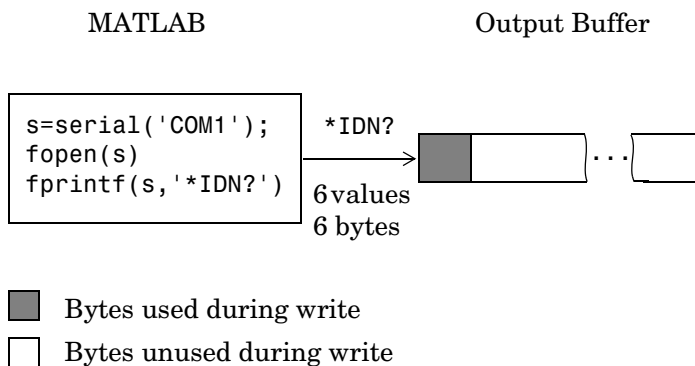 MATLAB
Output Buffer
s=serial('COM1');
fopen(s)
fprintf(s,'*IDN?')
*IDN?
6 values
6 bytes
...
Bytes used during write
Bytes unused during write